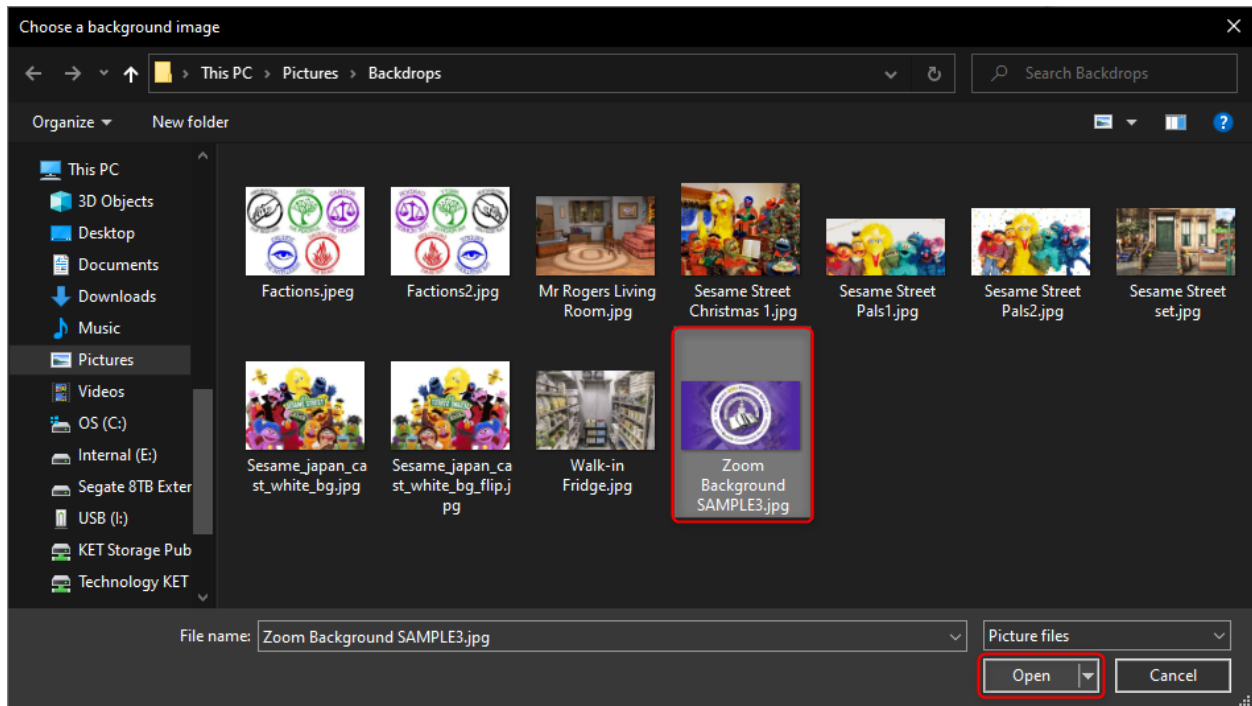 Choose a background image
This PC > Pictures > Backdrops
Search Backdrops
Organize
New folder
?
This PC
3D Objects
Desktop
Documents
Downloads
Music
Pictures
Videos
OS (C:)
Internal (E:)
Segate 8TB Exter
USB (I:)
KET Storage Pub
Technology KET
Factions.jpeg
Factions2.jpg
Mr Rogers Living
Room.jpg
Sesame Street
Christmas 1.jpg
Sesame Street
Pals1.jpg
Sesame Street
Pals2.jpg
Sesame Street
set.jpg
SESAME STREET
Sesame_japan_ca
st_white_bg.jpg
Sesame_japan_ca
st_white_bg_flip.j
pg
Walk-in
Fridge.jpg
Zoom
Background
SAMPLE3.jpg
File name: Zoom Background SAMPLE3.jpg
Picture files
Open
Cancel